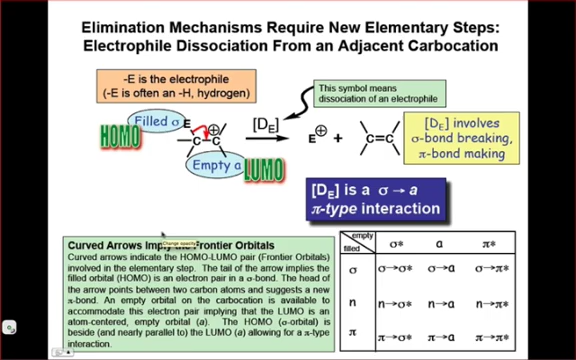 Elimination Mechanisms Require New Elementary Steps:
Electrophile Dissociation From an Adjacent Carbocation
-E is the electrophile
(-E is often an -H, hydrogen)
This symbol means
dissociation of an electrophile
Filled σ E
HOMO
[DE]
C C ⊕
E⊕ + C=C
[DE] involves
σ-bond breaking,
π-bond making
Empty a LUMO
[DE] is a σ → a
π-type interaction
Curved Arrows Imply the Frontier Orbitals
Change opacity
Curved arrows indicate the HOMO-LUMO pair (Frontier Orbitals)
involved in the elementary step. The tail of the arrow implies the
filled orbital (HOMO) is an electron pair in a σ-bond. The head of
the arrow points between two carbon atoms and suggests a new
π-bond. An empty orbital on the carbocation is available to
accommodate this electron pair implying that the LUMO is an
atom-centered, empty orbital (a). The HOMO (σ-orbital) is
beside (and nearly parallel to) the LUMO (a) allowing for a π-type
interaction.
empty
filled
σ* a π*
σ σ→σ* σ→a σ→π*
n n→σ* n→a n→π*
π π→σ* π→a π→π*